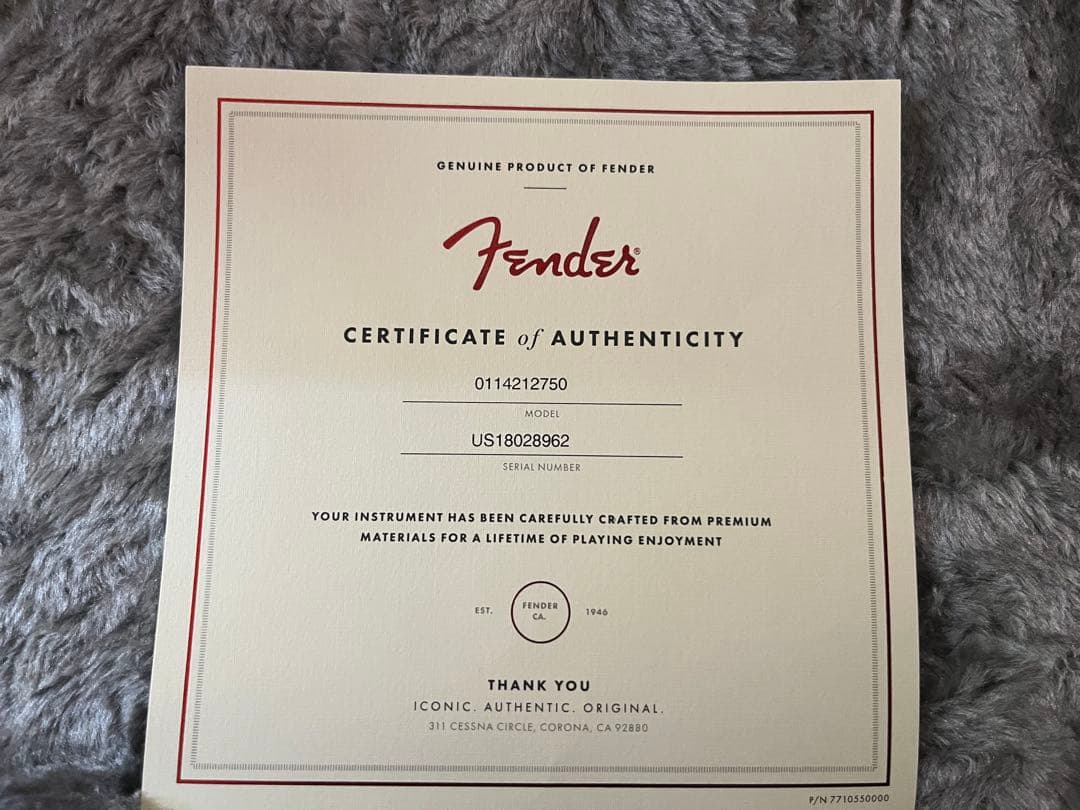 GENUINE PRODUCT OF FENDER
Fender®
CERTIFICATE of AUTHENTICITY
0114212750
MODEL
US18028962
SERIAL NUMBER
YOUR INSTRUMENT HAS BEEN CAREFULLY CRAFTED FROM PREMIUM
MATERIALS FOR A LIFETIME OF PLAYING ENJOYMENT
EST. FENDER CA. 1946
THANK YOU
ICONIC. AUTHENTIC. ORIGINAL.
311 CESSNA CIRCLE, CORONA, CA 92880
P/N 7710550000